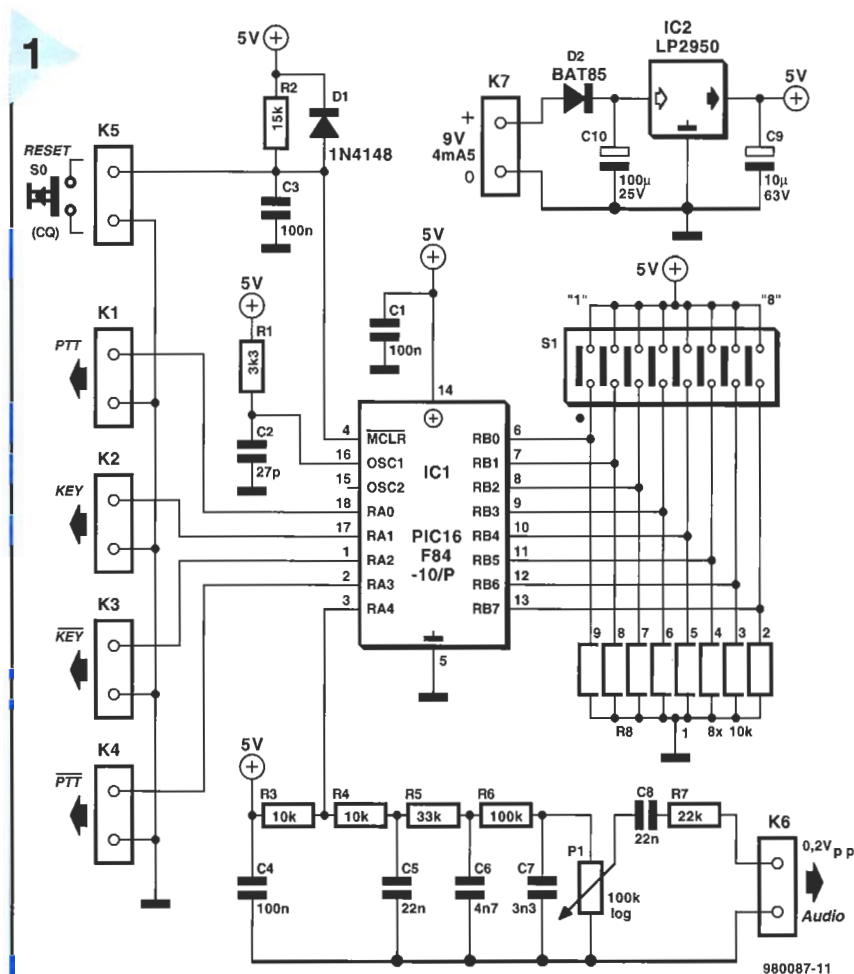 1
5V
R2
15k
D1
1N4148
K5
RESET
S0
(CQ)
C3
100n
K7
+
9V
4mA5
0
D2
BAT85
IC2
LP2950
5V
C10
100µ
25V
C9
10µ
63V
5V
R1
3k3
C2
27p
5V
C1
100n
5V
"1"
"8"
S1
K1
PTT
K2
KEY
K3
KEY
K4
PTT
14
4
MCLR
16
OSC1
15
OSC2
18
RA0
17
RA1
1
RA2
2
RA3
3
RA4
IC1
PIC16
F84
-10/P
RB0
6
RB1
7
RB2
8
RB3
9
RB4
10
RB5
11
RB6
12
RB7
13
5
9 8 7 6 5 4 3 2
R8
1
8x 10k
5V
R3
10k
R4
10k
R5
33k
R6
100k
C8
22n
R7
22k
K6
0,2Vpp
Audio
C4
100n
C5
22n
C6
4n7
C7
3n3
P1
100k
log
980087-11